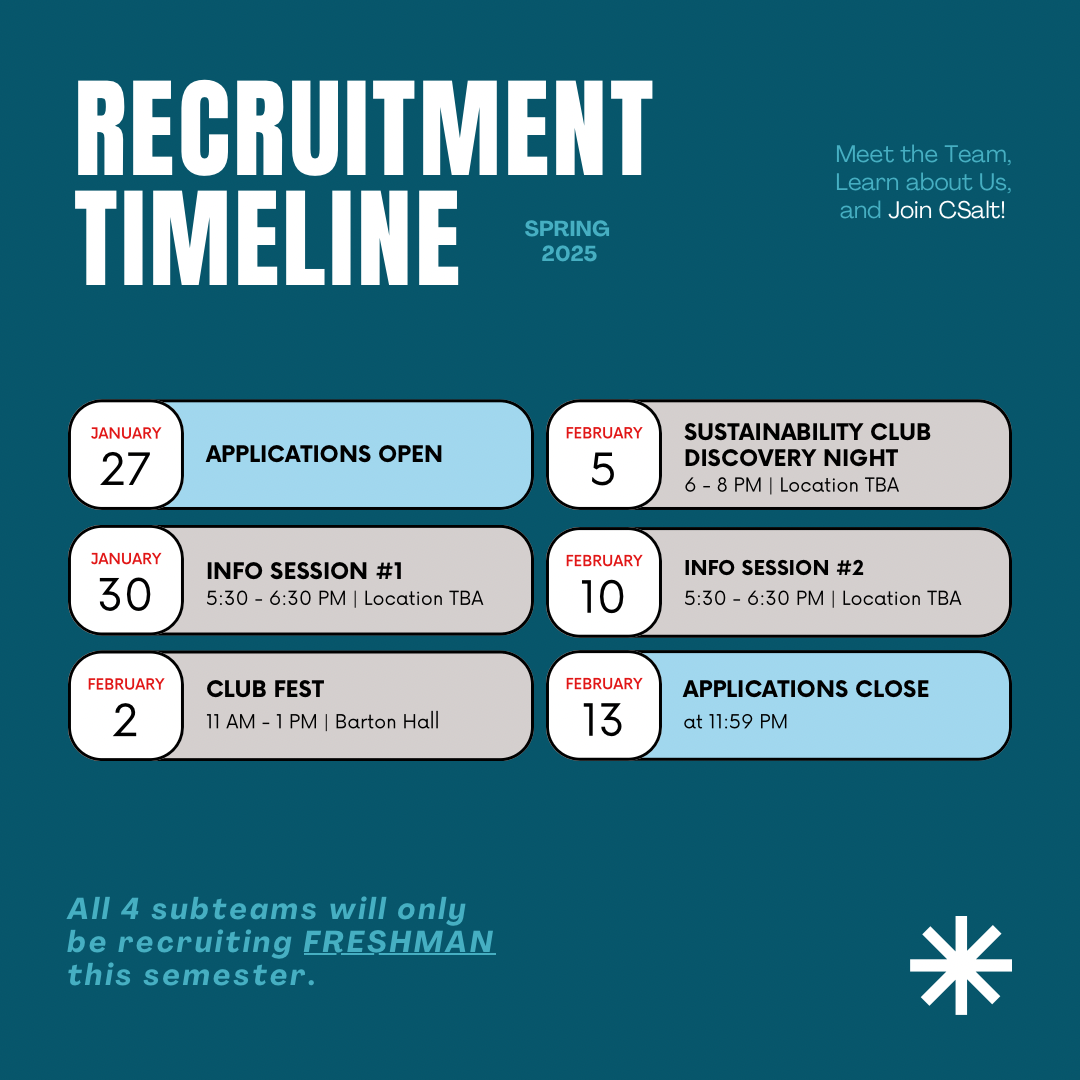 RECRUITMENT
TIMELINE
SPRING
2025
Meet the Team,
Learn about Us,
and Join CSalt!
JANUARY
27
APPLICATIONS OPEN
JANUARY
30
INFO SESSION #1
5:30 - 6:30 PM | Location TBA
FEBRUARY
2
CLUB FEST
11 AM - 1 PM | Barton Hall
FEBRUARY
5
SUSTAINABILITY CLUB
DISCOVERY NIGHT
6 - 8 PM | Location TBA
FEBRUARY
10
INFO SESSION #2
5:30 - 6:30 PM | Location TBA
FEBRUARY
13
APPLICATIONS CLOSE
at 11:59 PM
All 4 subteams will only
be recruiting FRESHMAN
this semester.